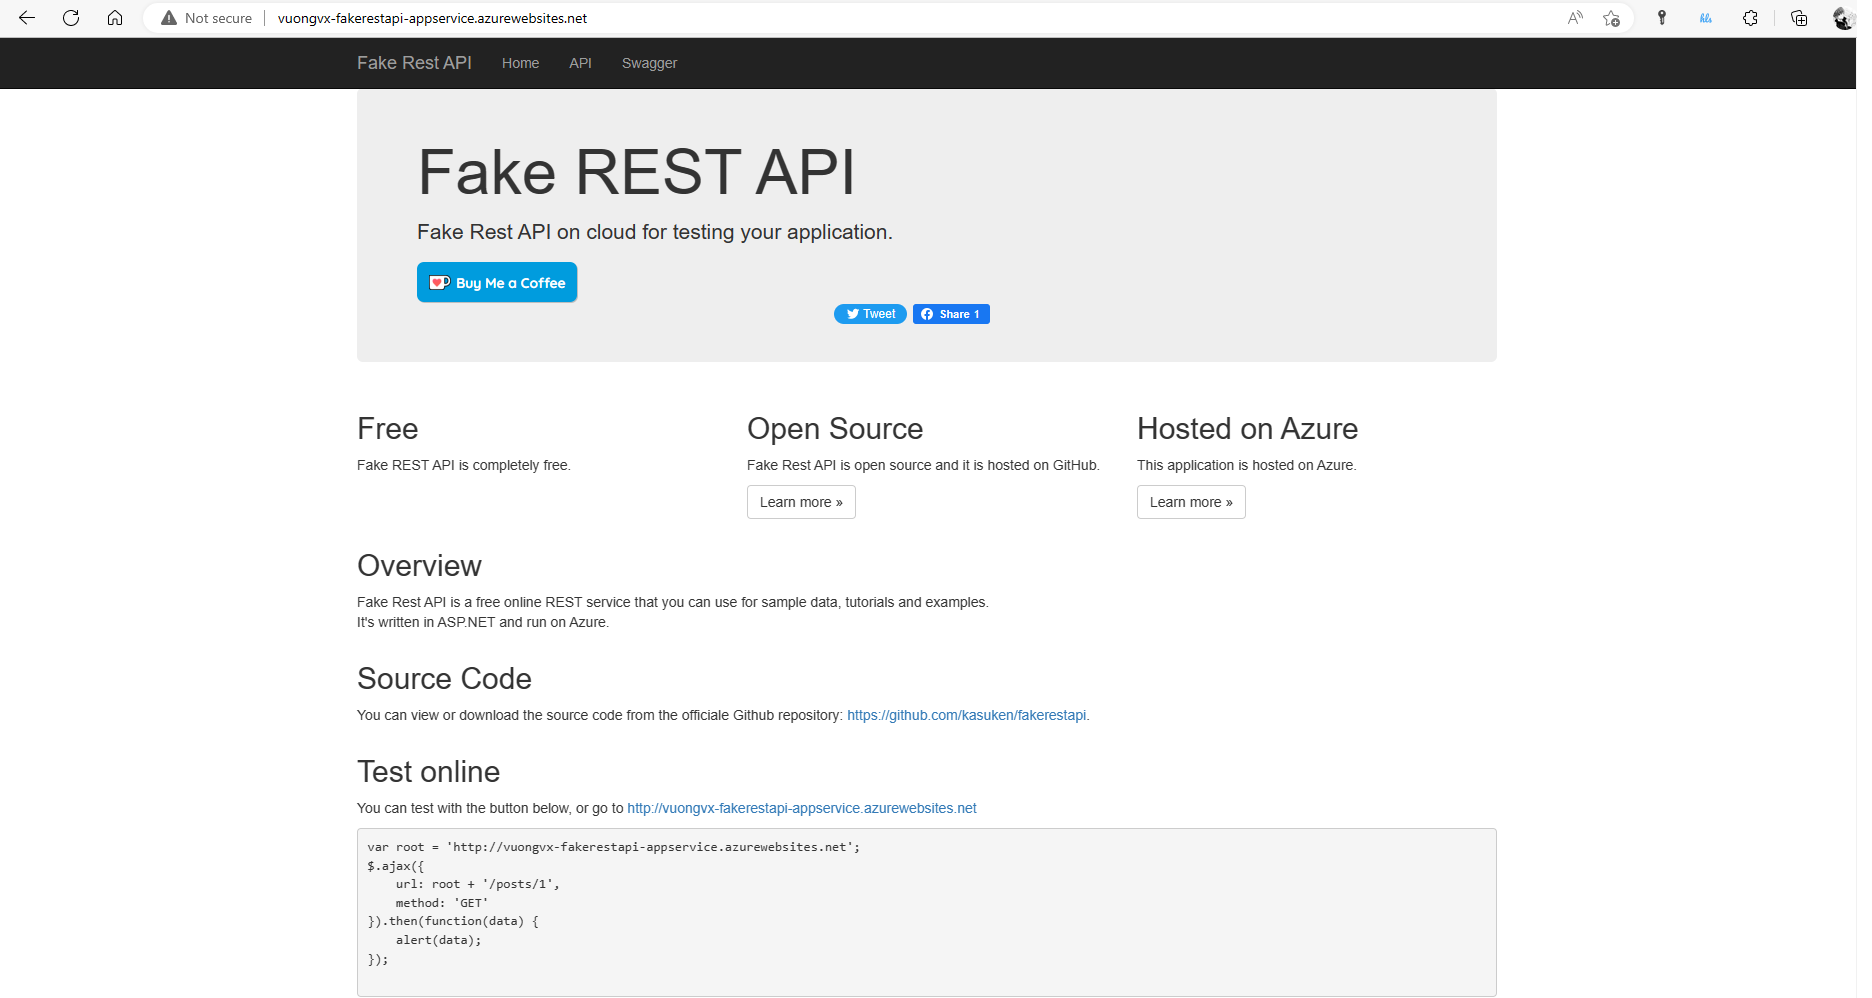 Not secure
vuongvx-fakerestapi-appservice.azurewebsites.net
Fake Rest API Home API Swagger
Fake REST API
Fake Rest API on cloud for testing your application.
Buy Me a Coffee
Tweet Share 1
Free
Fake REST API is completely free.
Open Source
Fake Rest API is open source and it is hosted on GitHub.
Learn more »
Hosted on Azure
This application is hosted on Azure.
Learn more »
Overview
Fake Rest API is a free online REST service that you can use for sample data, tutorials and examples.
It's written in ASP.NET and run on Azure.
Source Code
You can view or download the source code from the officiale Github repository: https://github.com/kasuken/fakerestapi.
Test online
You can test with the button below, or go to http://vuongvx-fakerestapi-appservice.azurewebsites.net
var root = 'http://vuongvx-fakerestapi-appservice.azurewebsites.net';
$.ajax({
    url: root + '/posts/1',
    method: 'GET'
}).then(function(data) {
    alert(data);
});